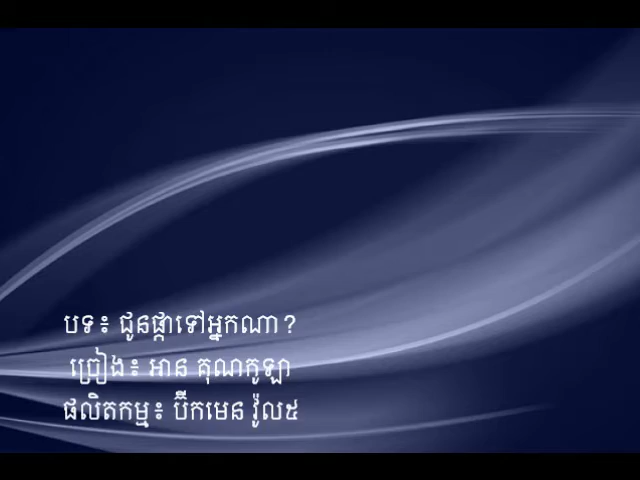 បទ៖ ជូនផ្កាទៅអ្នកណា?
ច្រៀង៖ អាន គុណកូឡា
ផលិតកម្ម៖ ប៊ីកមេន វ៉ូល៥